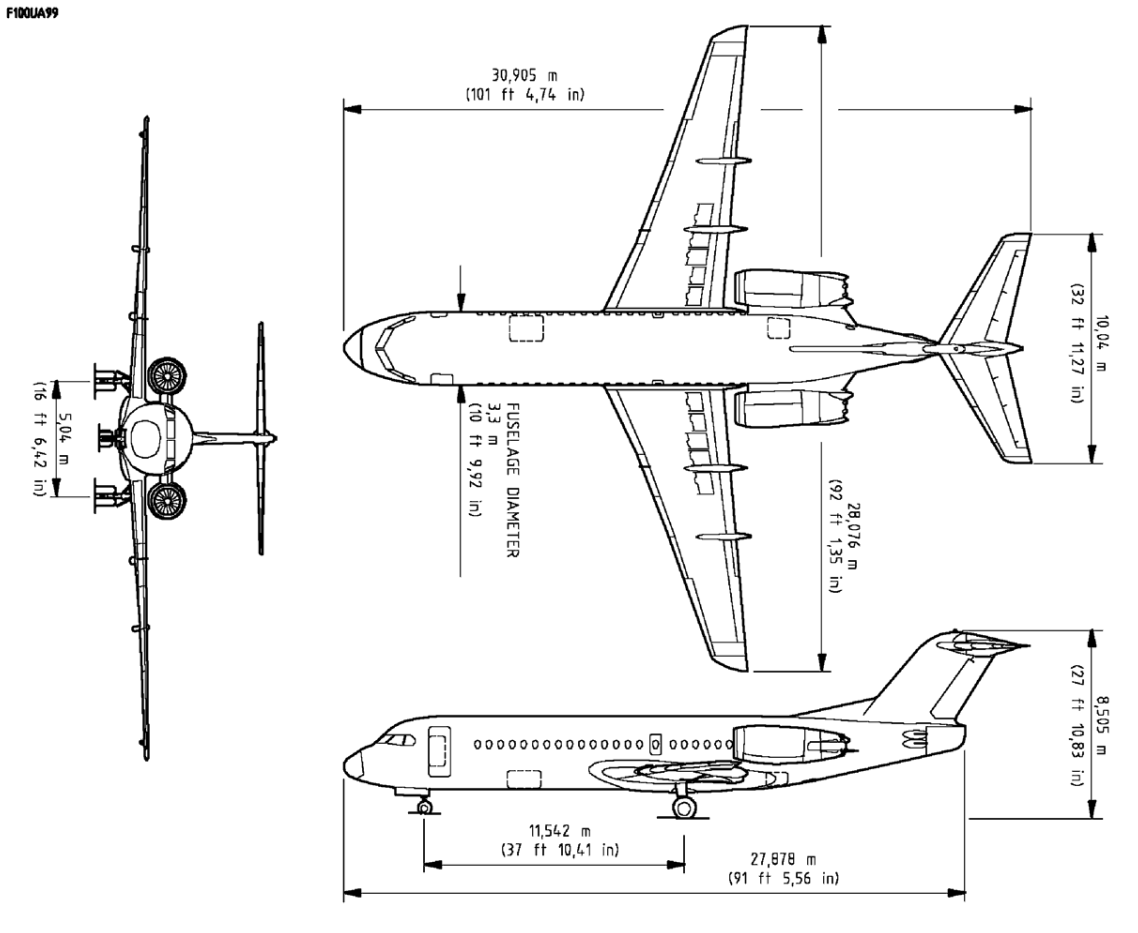 F100UA99
30,905 m
(101 ft 4,74 in)
10,04 m
(32 ft 11,27 in)
5,04 m
(16 ft 6,42 in)
FUSELAGE DIAMETER
3,3 m
(10 ft 9,92 in)
28,076 m
(92 ft 1,35 in)
8,505 m
(27 ft 10,83 in)
11,542 m
(37 ft 10,41 in)
27,878 m
(91 ft 5,56 in)